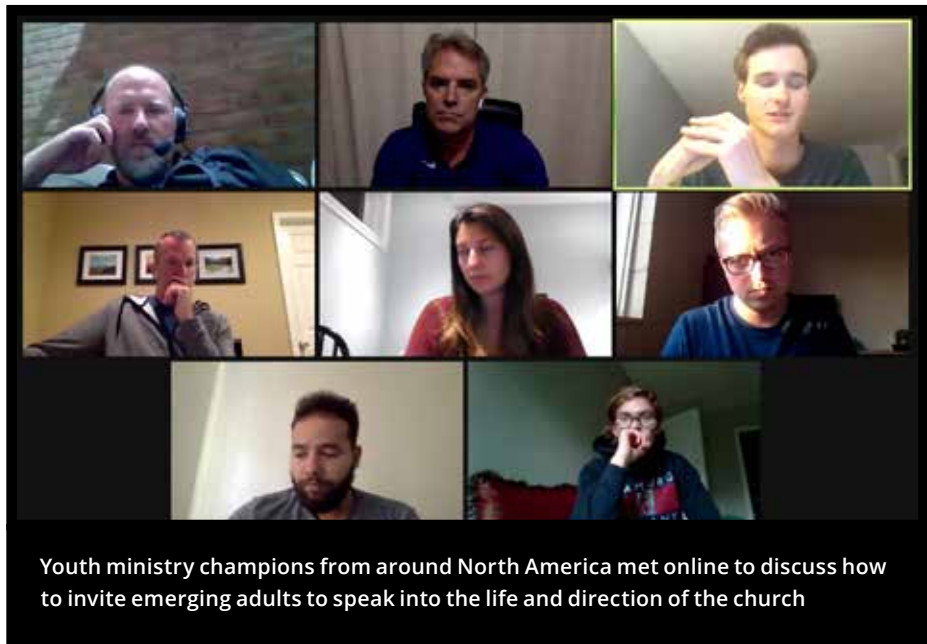 Youth ministry champions from around North America met online to discuss how
to invite emerging adults to speak into the life and direction of the church